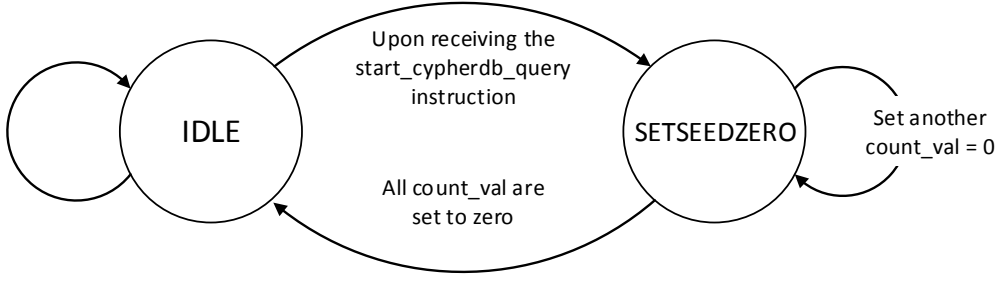 Upon receiving the
start_cypherdb_query
instruction
IDLE
SETSEEDZERO
Set another
count_val = 0
All count_val are
set to zero